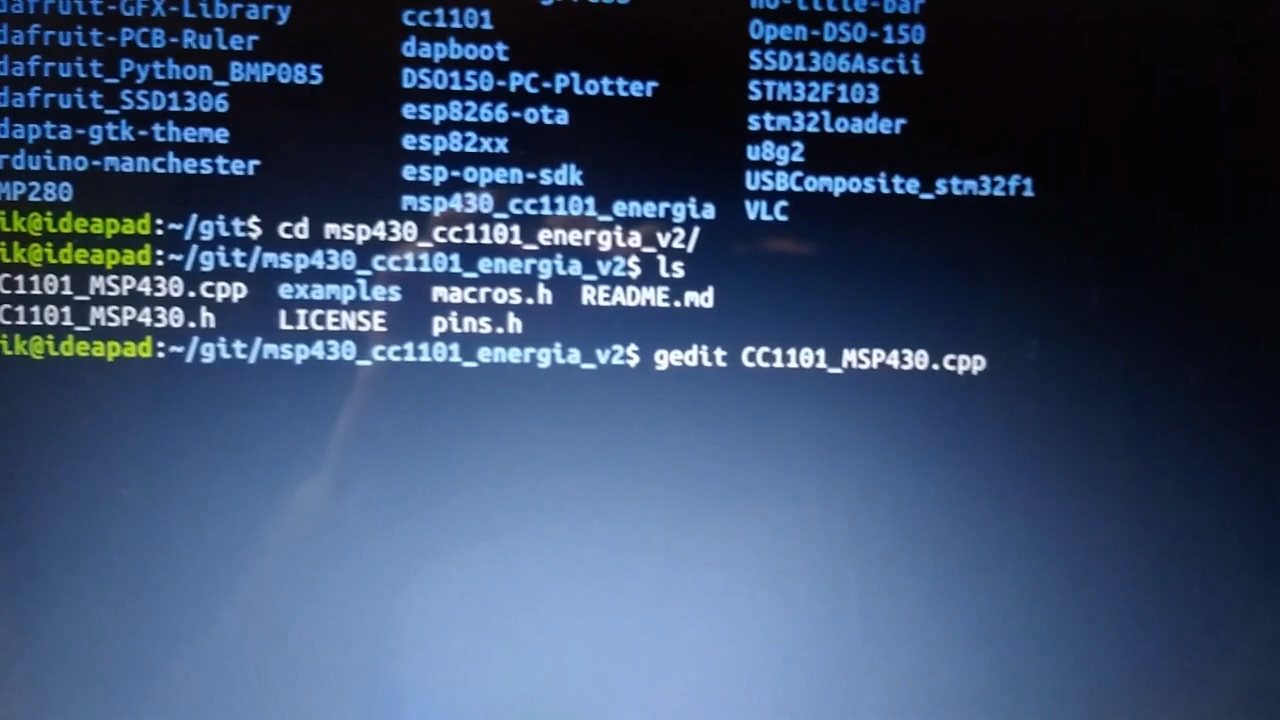 dafruit-GFX-Library cc1101 no-title-bar
dafruit-PCB-Ruler dapboot Open-DSO-150
dafruit_Python_BMP085 DSO150-PC-Plotter SSD1306Ascii
dafruit_SSD1306 esp8266-ota STM32F103
dapta-gtk-theme esp82xx stm32loader
rduino-manchester esp-open-sdk u8g2
MP280 msp430_cc1101_energia USBComposite_stm32f1
VLC
ik@ideapad:~/git$ cd msp430_cc1101_energia_v2/
ik@ideapad:~/git/msp430_cc1101_energia_v2$ ls
C1101_MSP430.cpp examples macros.h README.md
C1101_MSP430.h LICENSE pins.h
ik@ideapad:~/git/msp430_cc1101_energia_v2$ gedit CC1101_MSP430.cpp